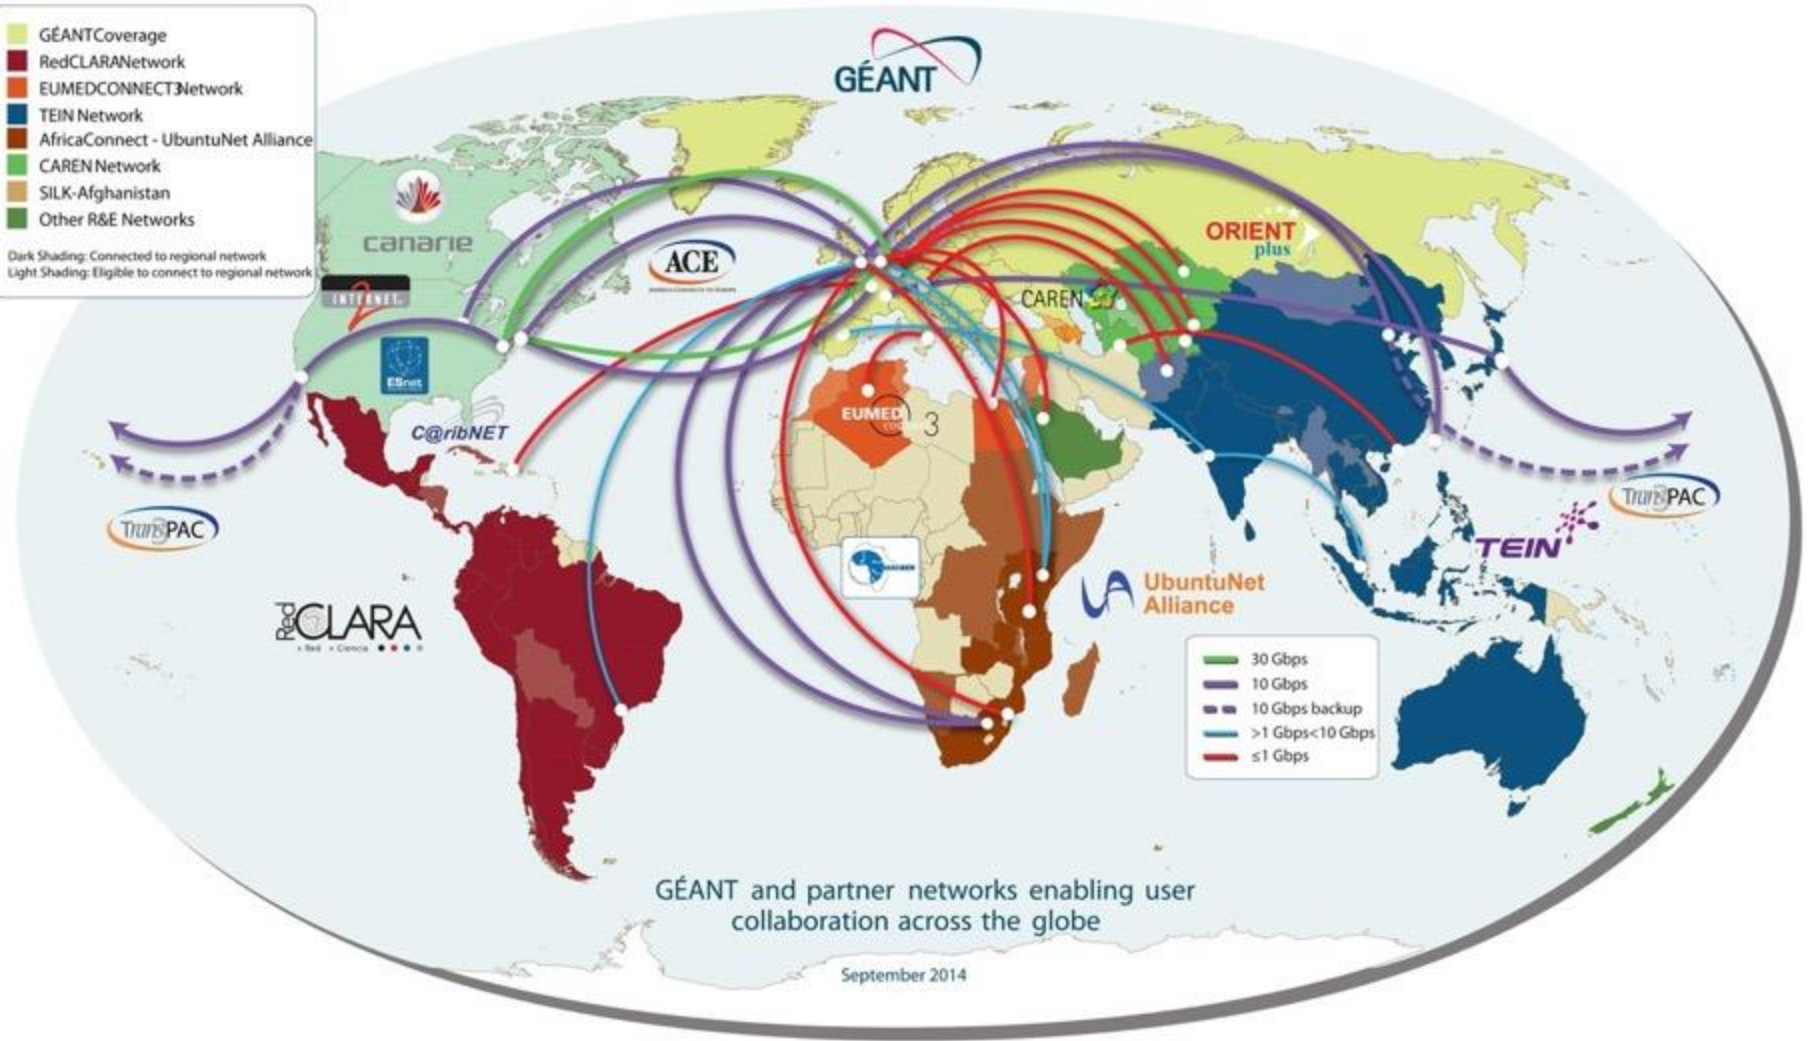 GÉANTCoverage
RedCLARANetwork
EUMEDCONNECT3Network
TEIN Network
AfricaConnect - UbuntuNet Alliance
CAREN Network
SILK-Afghanistan
Other R&E Networks
Dark Shading: Connected to regional network
Light Shading: Eligible to connect to regional network
GÉANT
canarie
INTERNET
2
ESnet
ACE
C@ribNET
ORIENT
plus
CAREN
EUMED
3
TransPAC
3
TransPAC
3
TEIN
Red
CLARA
UbuntuNet
Alliance
30 Gbps
10 Gbps
10 Gbps backup
>1 Gbps<10 Gbps
≤1 Gbps
GÉANT and partner networks enabling user
collaboration across the globe
September 2014